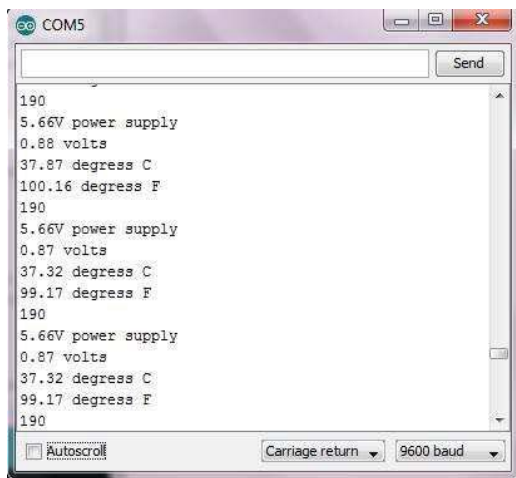 COM5
Send
190
5.66V power supply
0.88 volts
37.87 degress C
100.16 degress F
190
5.66V power supply
0.87 volts
37.32 degress C
99.17 degress F
190
5.66V power supply
0.87 volts
37.32 degress C
99.17 degress F
190
Autoscroll Carriage return 9600 baud